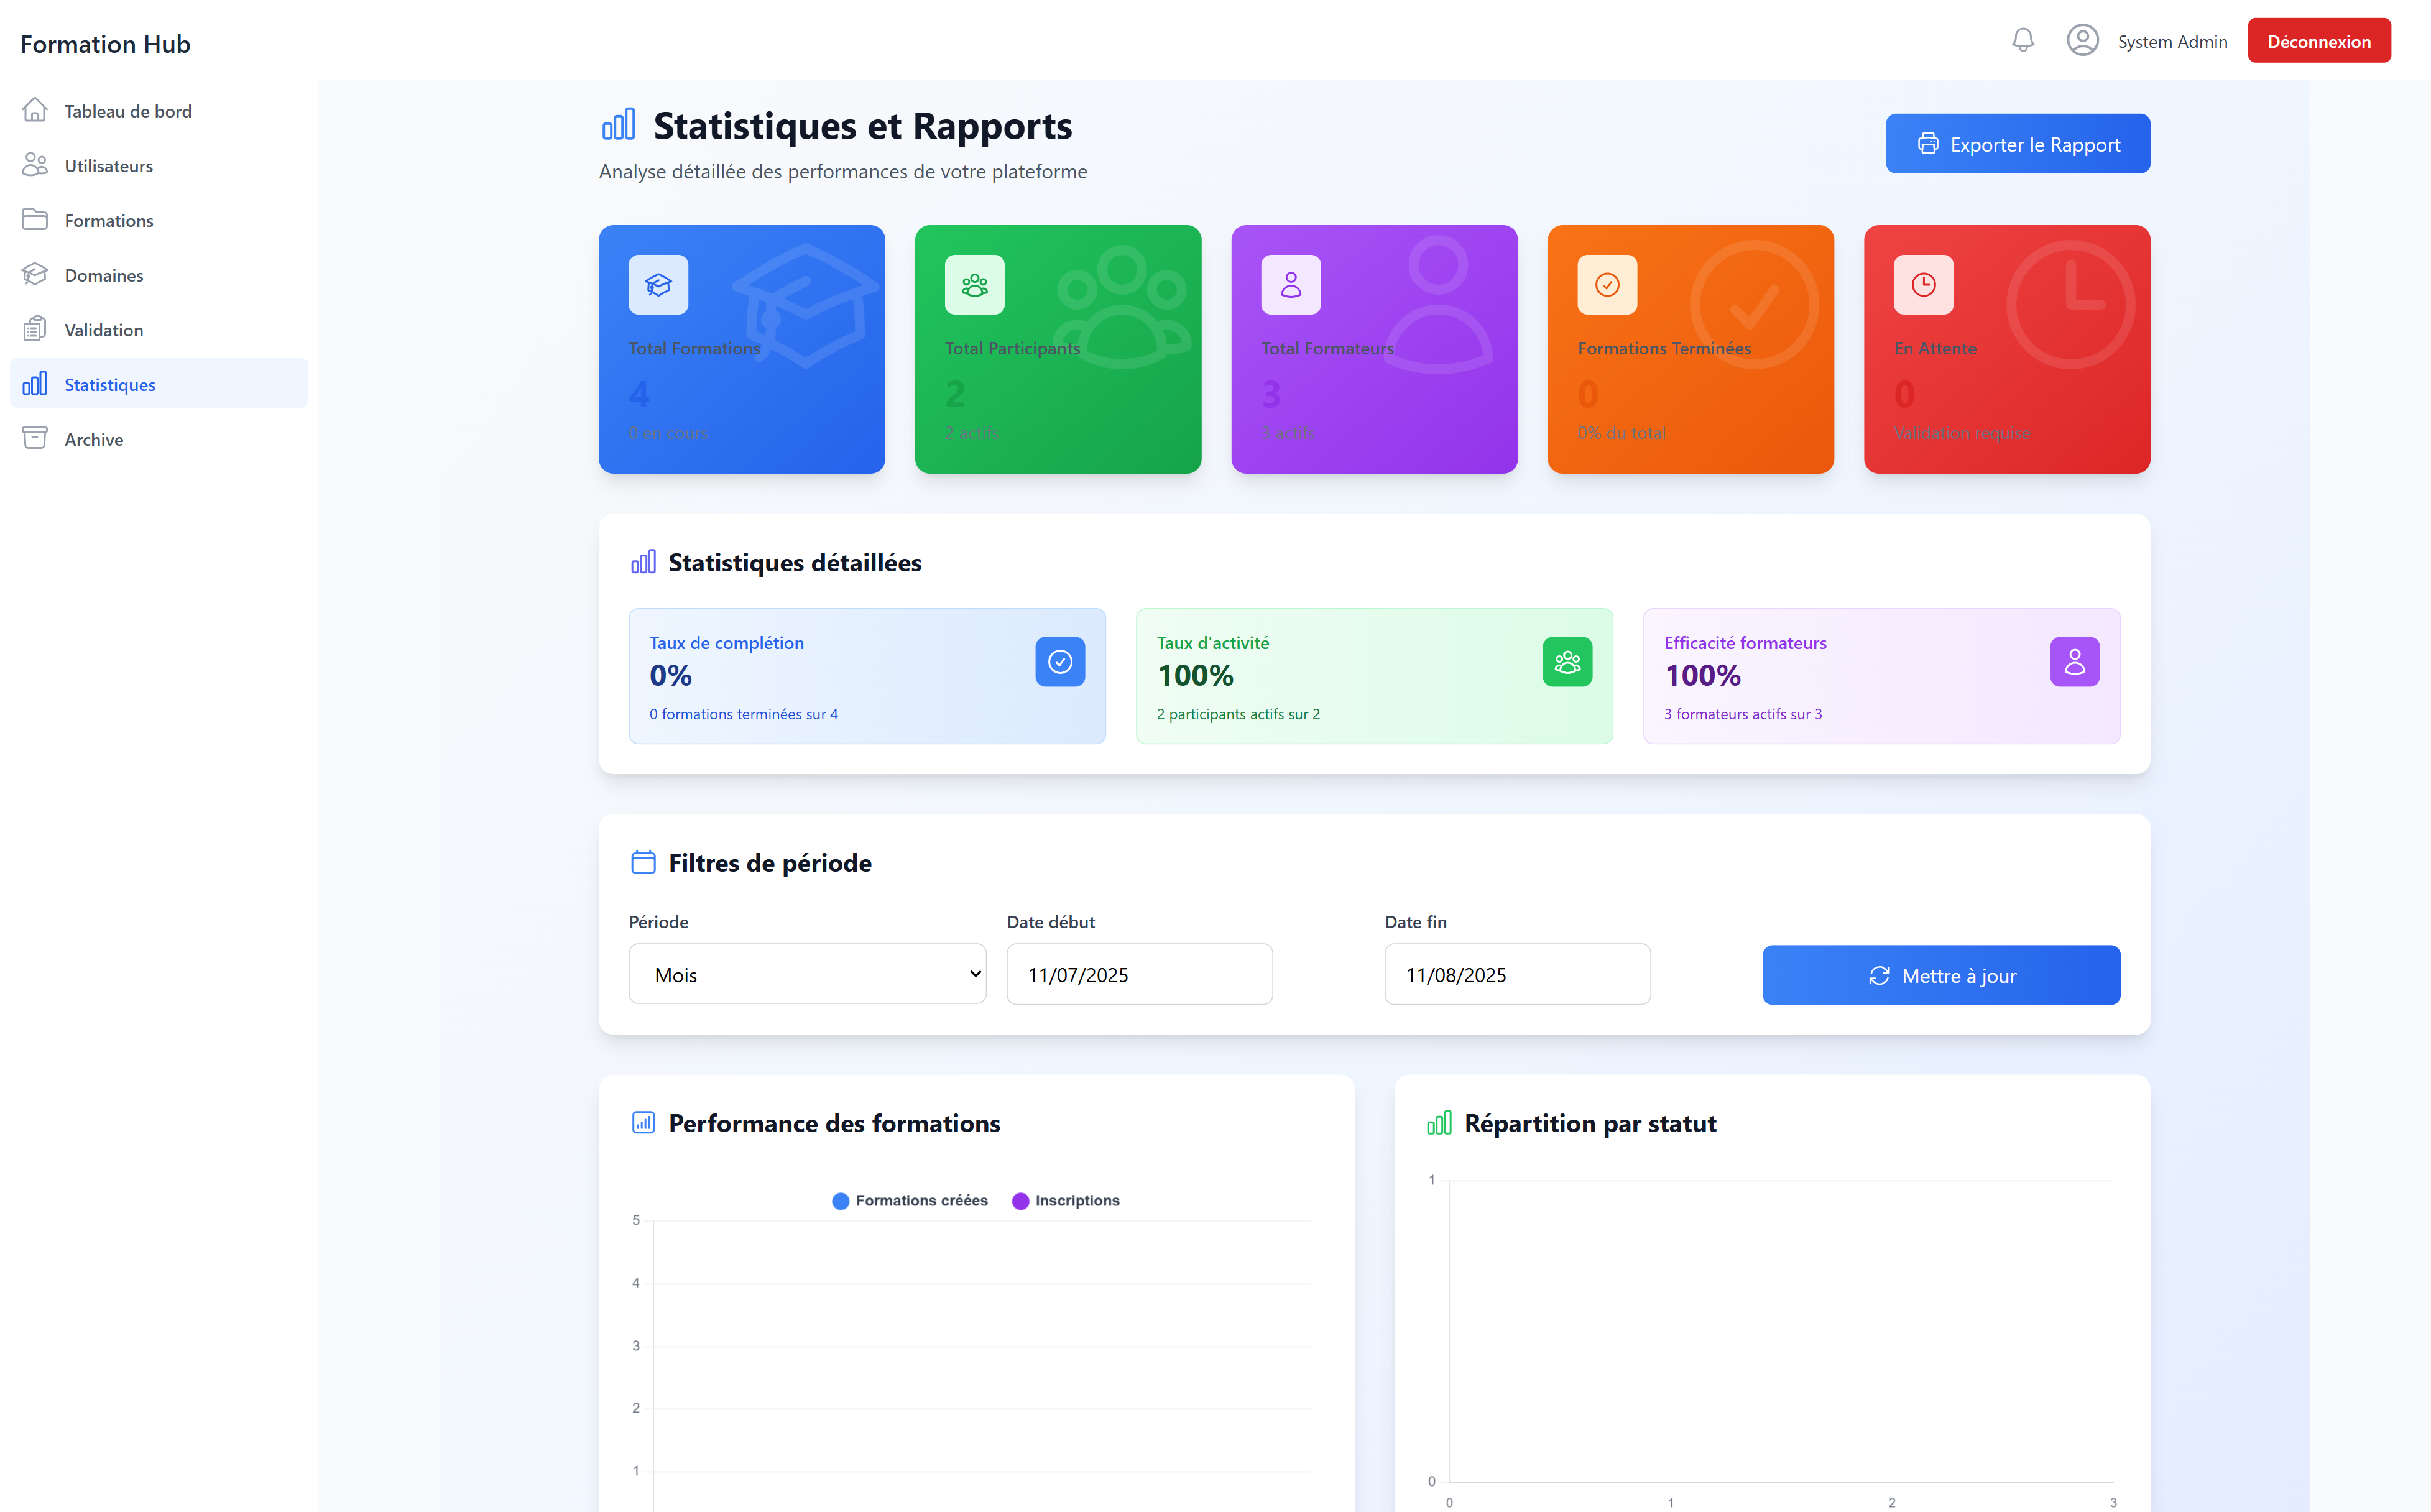 Formation Hub
System Admin
Déconnexion
Tableau de bord
Utilisateurs
Formations
Domaines
Validation
Statistiques
Archive
Statistiques et Rapports
Analyse détaillée des performances de votre plateforme
Exporter le Rapport
Total Formations
4
0 en cours
Total Participants
2
2 actifs
Total Formateurs
3
3 actifs
Formations Terminées
0
0% du total
En Attente
0
Validation requise
Statistiques détaillées
Taux de complétion
0%
0 formations terminées sur 4
Taux d'activité
100%
2 participants actifs sur 2
Efficacité formateurs
100%
3 formateurs actifs sur 3
Filtres de période
Période
Mois
Date début
11/07/2025
Date fin
11/08/2025
Mettre à jour
Performance des formations
Formations créées
Inscriptions
5
4
3
2
1
Répartition par statut
1
0
0 1 2 3